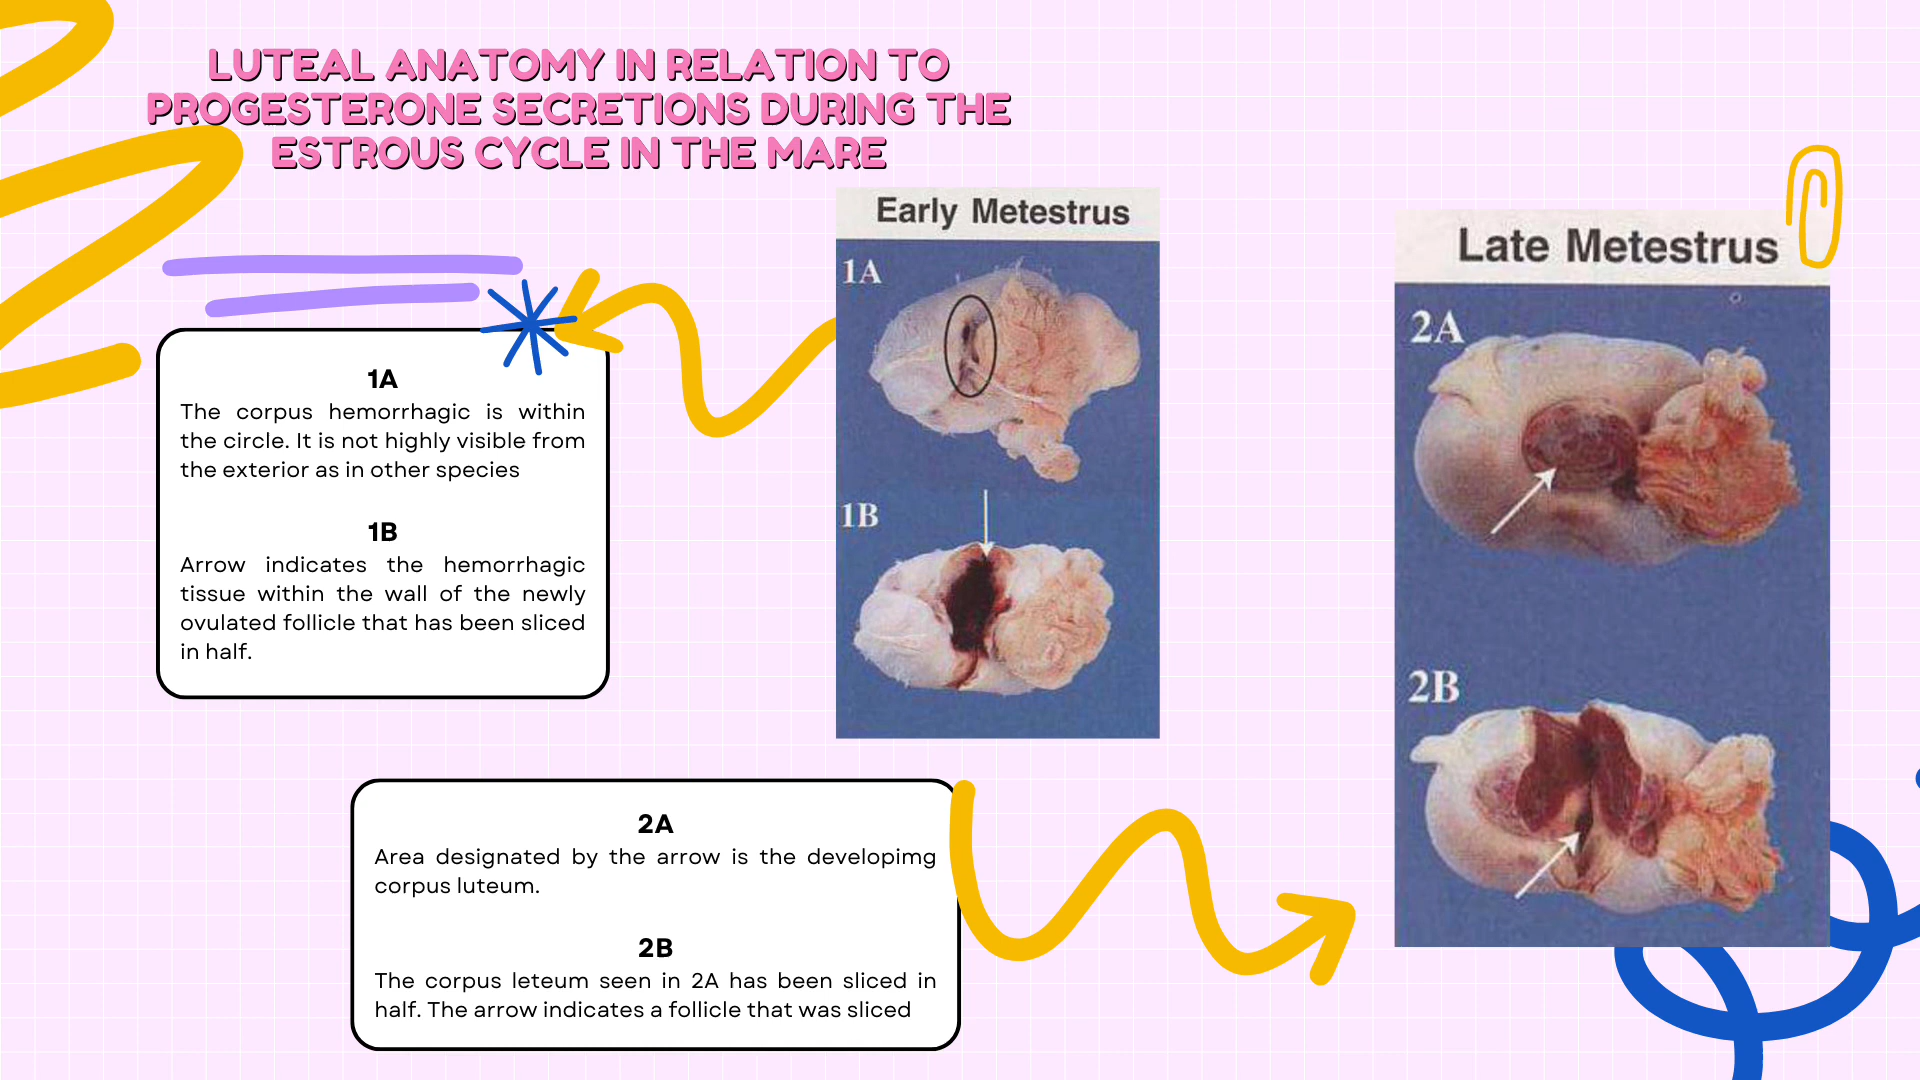 LUTEAL ANATOMY IN RELATION TO
PROGESTERONE SECRETIONS DURING THE
ESTROUS CYCLE IN THE MARE
Early Metestrus
1A
1B
Late Metestrus
2A
2B
1A
The corpus hemorrhagic is within
the circle. It is not highly visible from
the exterior as in other species
1B
Arrow indicates the hemorrhagic
tissue within the wall of the newly
ovulated follicle that has been sliced
in half.
2A
Area designated by the arrow is the developimg
corpus luteum.
2B
The corpus leteum seen in 2A has been sliced in
half. The arrow indicates a follicle that was sliced